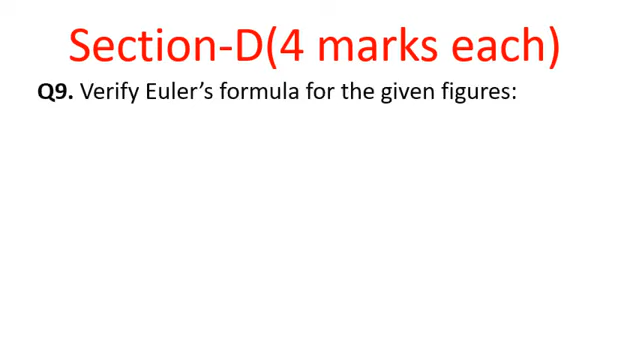 Section-D(4 marks each)
Q9. Verify Euler’s formula for the given figures: